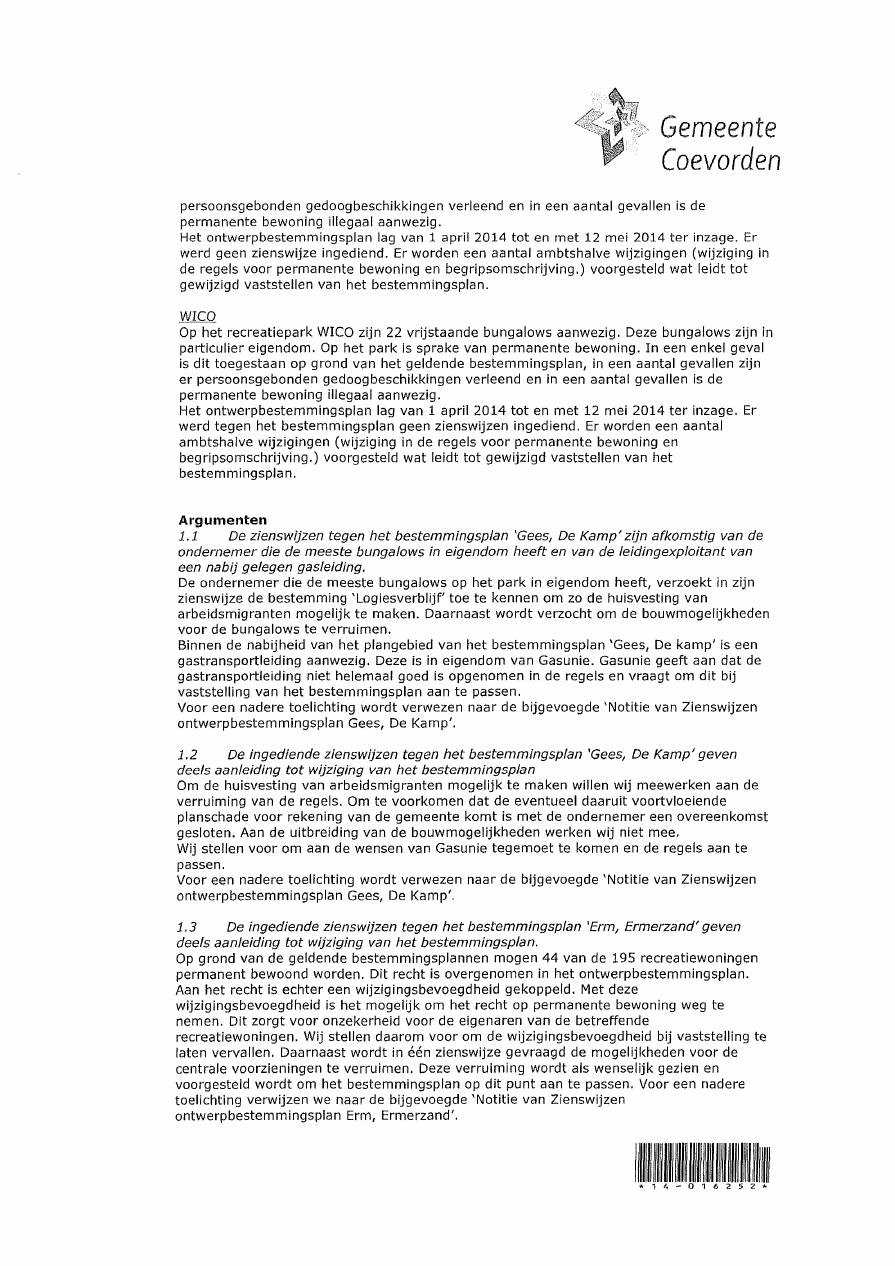 Gemeente
Coevorden
persoonsgebonden gedoogbeschikkingen verleend en in een aantal gevallen is de
permanente bewoning illegaal aanwezig.
Het ontwerpbestemmingsplan lag van 1 april 2014 tot en met 12 mei 2014 ter inzage. Er
werd geen zienswijze ingediend. Er worden een aantal ambtshalve wijzigingen (wijziging in
de regels voor permanente bewoning en begripsomschrijving.) voorgesteld wat leidt tot
gewijzigd vaststellen van het bestemmingsplan.
WICO
Op het recreatiepark WICO zijn 22 vrijstaande bungalows aanwezig. Deze bungalows zijn in
particulier eigendom. Op het park is sprake van permanente bewoning. In een enkel geval
is dit toegestaan op grond van het geldende bestemmingsplan, in een aantal gevallen zijn
er persoonsgebonden gedoogbeschikkingen verleend en in een aantal gevallen is de
permanente bewoning illegaal aanwezig.
Het ontwerpbestemmingsplan lag van 1 april 2014 tot en met 12 mei 2014 ter inzage. Er
werd tegen het bestemmingsplan geen zienswijzen ingediend. Er worden een aantal
ambtshalve wijzigingen (wijziging in de regels voor permanente bewoning en
begripsomschrijving.) voorgesteld wat leidt tot gewijzigd vaststellen van het
bestemmingsplan.
Argumenten
1.1 De zienswijzen tegen het bestemmingsplan 'Gees, De Kamp' zijn afkomstig van de
ondernemer die de meeste bungalows in eigendom heeft en van de leidingexploitant van
een nabij gelegen gasleiding.
De ondernemer die de meeste bungalows op het park in eigendom heeft, verzoekt in zijn
zienswijze de bestemming 'Logiesverblijf' toe te kennen om zo de huisvesting van
arbeidsmigranten mogelijk te maken. Daarnaast wordt verzocht om de bouwmogelijkheden
voor de bungalows te verruimen.
Binnen de nabijheid van het plangebied van het bestemmingsplan 'Gees, De kamp' is een
gastransportleiding aanwezig. Deze is in eigendom van Gasunie. Gasunie geeft aan dat de
gastransportleiding niet helemaal goed is opgenomen in de regels en vraagt om dit bij
vaststelling van het bestemmingsplan aan te passen.
Voor een nadere toelichting wordt verwezen naar de bijgevoegde 'Notitie van Zienswijzen
ontwerpbestemmingsplan Gees, De Kamp'.
1.2 De ingediende zienswijzen tegen het bestemmingsplan 'Gees, De Kamp' geven
deels aanleiding tot wijziging van het bestemmingsplan
Om de huisvesting van arbeidsmigranten mogelijk te maken willen wij meewerken aan de
verruiming van de regels. Om te voorkomen dat de eventueel daaruit voortvloeiende
planschade voor rekening van de gemeente komt is met de ondernemer een overeenkomst
gesloten. Aan de uitbreiding van de bouwmogelijkheden werken wij niet mee.
Wij stellen voor om aan de wensen van Gasunie tegemoet te komen en de regels aan te
passen.
Voor een nadere toelichting wordt verwezen naar de bijgevoegde 'Notitie van Zienswijzen
ontwerpbestemmingsplan Gees, De Kamp'.
1.3 De ingediende zienswijzen tegen het bestemmingsplan 'Erm, Ermerzand' geven
deels aanleiding tot wijziging van het bestemmingsplan.
Op grond van de geldende bestemmingsplannen mogen 44 van de 195 recreatiewoningen
permanent bewoond worden. Dit recht is overgenomen in het ontwerpbestemmingsplan.
Aan het recht is echter een wijzigingsbevoegdheid gekoppeld. Met deze
wijzigingsbevoegdheid is het mogelijk om het recht op permanente bewoning weg te
nemen. Dit zorgt voor onzekerheid voor de eigenaren van de betreffende
recreatiewoningen. Wij stellen daarom voor om de wijzigingsbevoegdheid bij vaststelling te
laten vervallen. Daarnaast wordt in één zienswijze gevraagd de mogelijkheden voor de
centrale voorzieningen te verruimen. Deze verruiming wordt als wenselijk gezien en
voorgesteld wordt om het bestemmingsplan op dit punt aan te passen. Voor een nadere
toelichting verwijzen we naar de bijgevoegde 'Notitie van Zienswijzen
ontwerpbestemmingsplan Erm, Ermerzand'.
*14-016252*